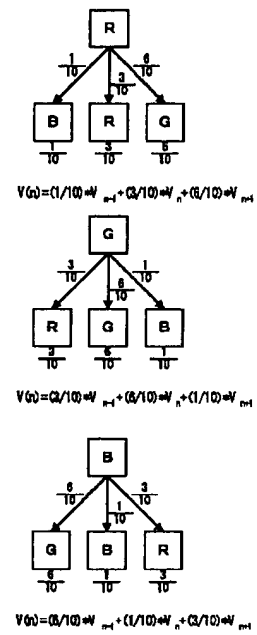 R
1/10 3/10 6/10
B R G
1/10 3/10 6/10
V(n)=(1/10)*V n-1+(3/10)*V n+(6/10)*V n+1
G
3/10 6/10 1/10
R G B
3/10 6/10 1/10
V(n)=(3/10)*V n-1+(6/10)*V n+(1/10)*V n+1
B
6/10 1/10 3/10
G B R
6/10 1/10 3/10
V(n)=(6/10)*V n-1+(1/10)*V n+(3/10)*V n+1